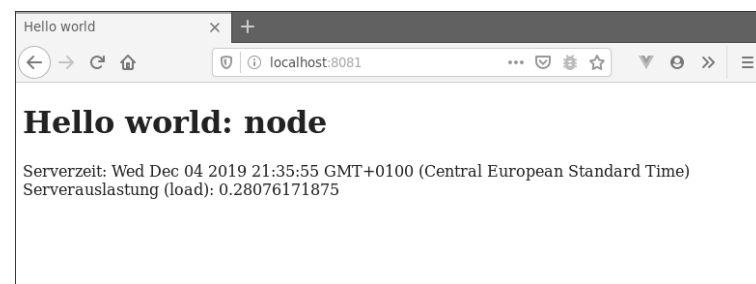 Hello world
localhost:8081
Hello world: node
Serverzeit: Wed Dec 04 2019 21:35:55 GMT+0100 (Central European Standard Time)
Serverauslastung (load): 0.28076171875